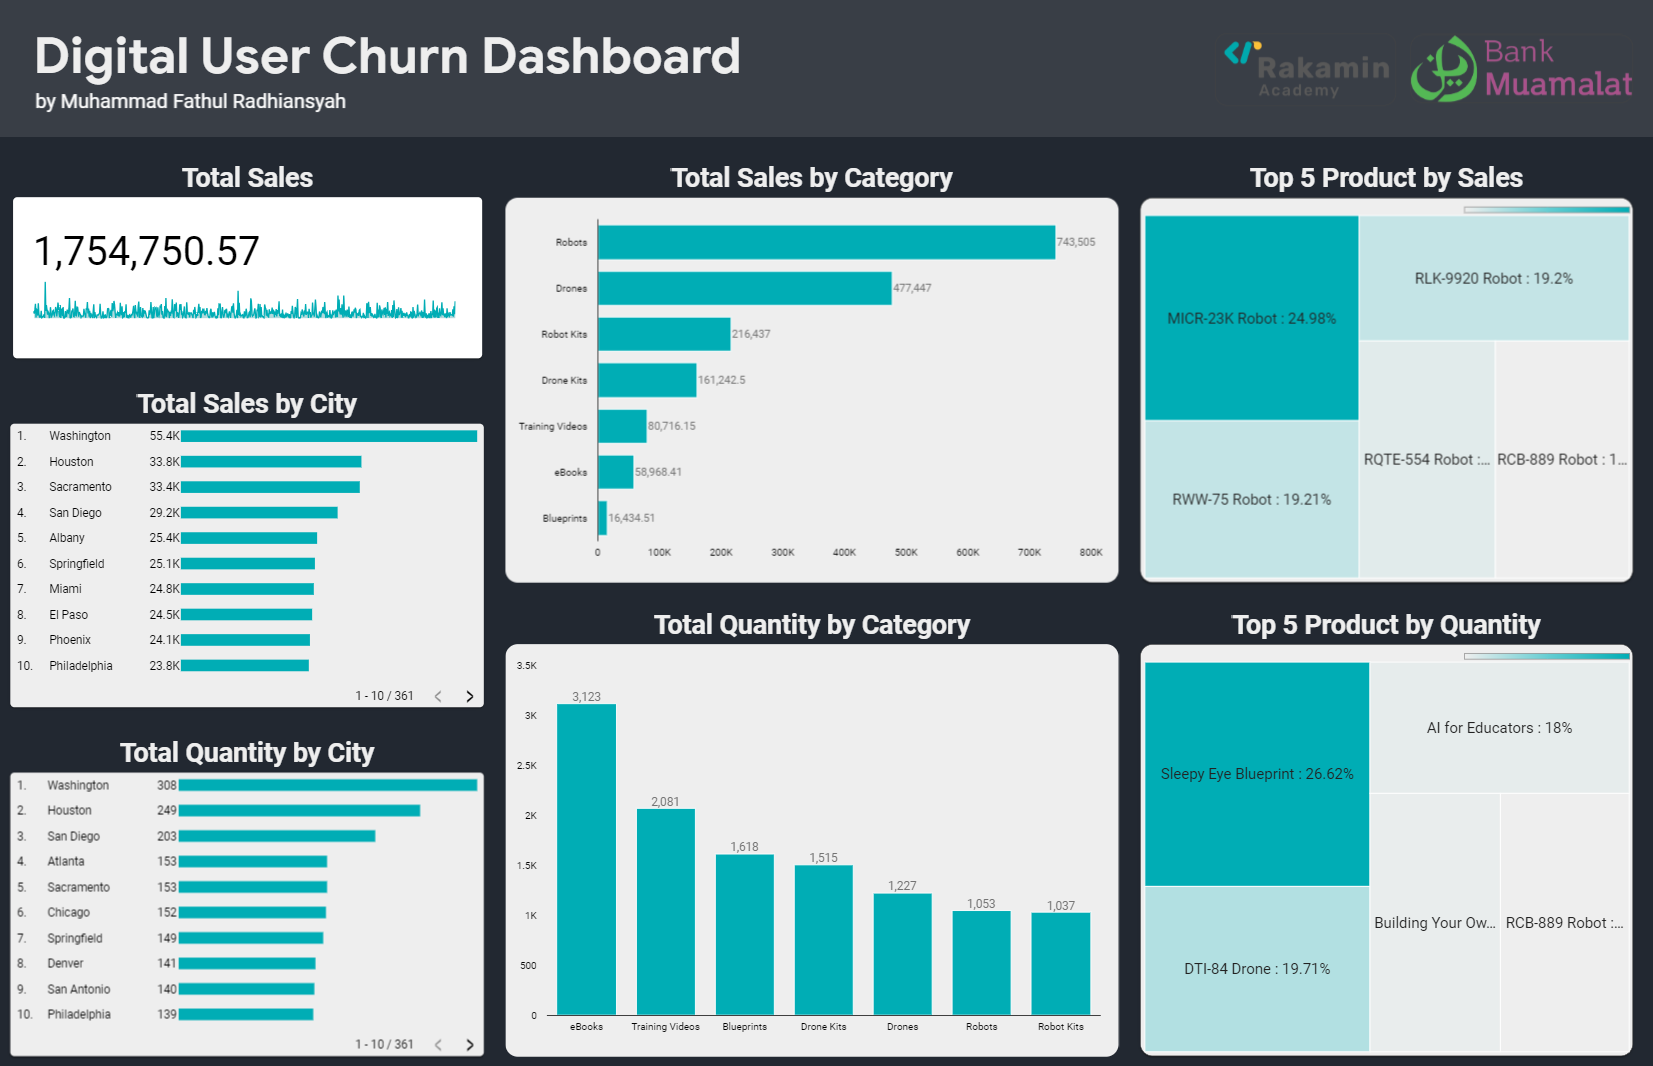 Digital User Churn Dashboard
by Muhammad Fathul Radhiansyah
Rakamin
Academy
Bank
Muamalat
Total Sales
1,754,750.57
Total Sales by City
1. Washington 55.4K
2. Houston 33.8K
3. Sacramento 33.4K
4. San Diego 29.2K
5. Albany 25.4K
6. Springfield 25.1K
7. Miami 24.8K
8. El Paso 24.5K
9. Phoenix 24.1K
10. Philadelphia 23.8K
1 - 10 / 361
Total Quantity by City
1. Washington 308
2. Houston 249
3. San Diego 203
4. Atlanta 153
5. Sacramento 153
6. Chicago 152
7. Springfield 149
8. Denver 141
9. San Antonio 140
10. Philadelphia 139
1 - 10 / 361
Total Sales by Category
Robots 743,505
Drones 477,447
Robot Kits 216,437
Drone Kits 161,242.5
Training Videos 80,716.15
eBooks 58,968.41
Blueprints 16,434.51
0 100K 200K 300K 400K 500K 600K 700K 800K
Total Quantity by Category
3.5K
3K
2.5K
2K
1.5K
1K
500
0
3,123
2,081
1,618
1,515
1,227
1,053
1,037
eBooks Training Videos Blueprints Drone Kits Drones Robots Robot Kits
Top 5 Product by Sales
MICR-23K Robot : 24.98%
RLK-9920 Robot : 19.2%
RWW-75 Robot : 19.21%
RQTE-554 Robot :...
RCB-889 Robot : 1...
Top 5 Product by Quantity
Sleepy Eye Blueprint : 26.62%
AI for Educators : 18%
DTI-84 Drone : 19.71%
Building Your Ow...
RCB-889 Robot :...